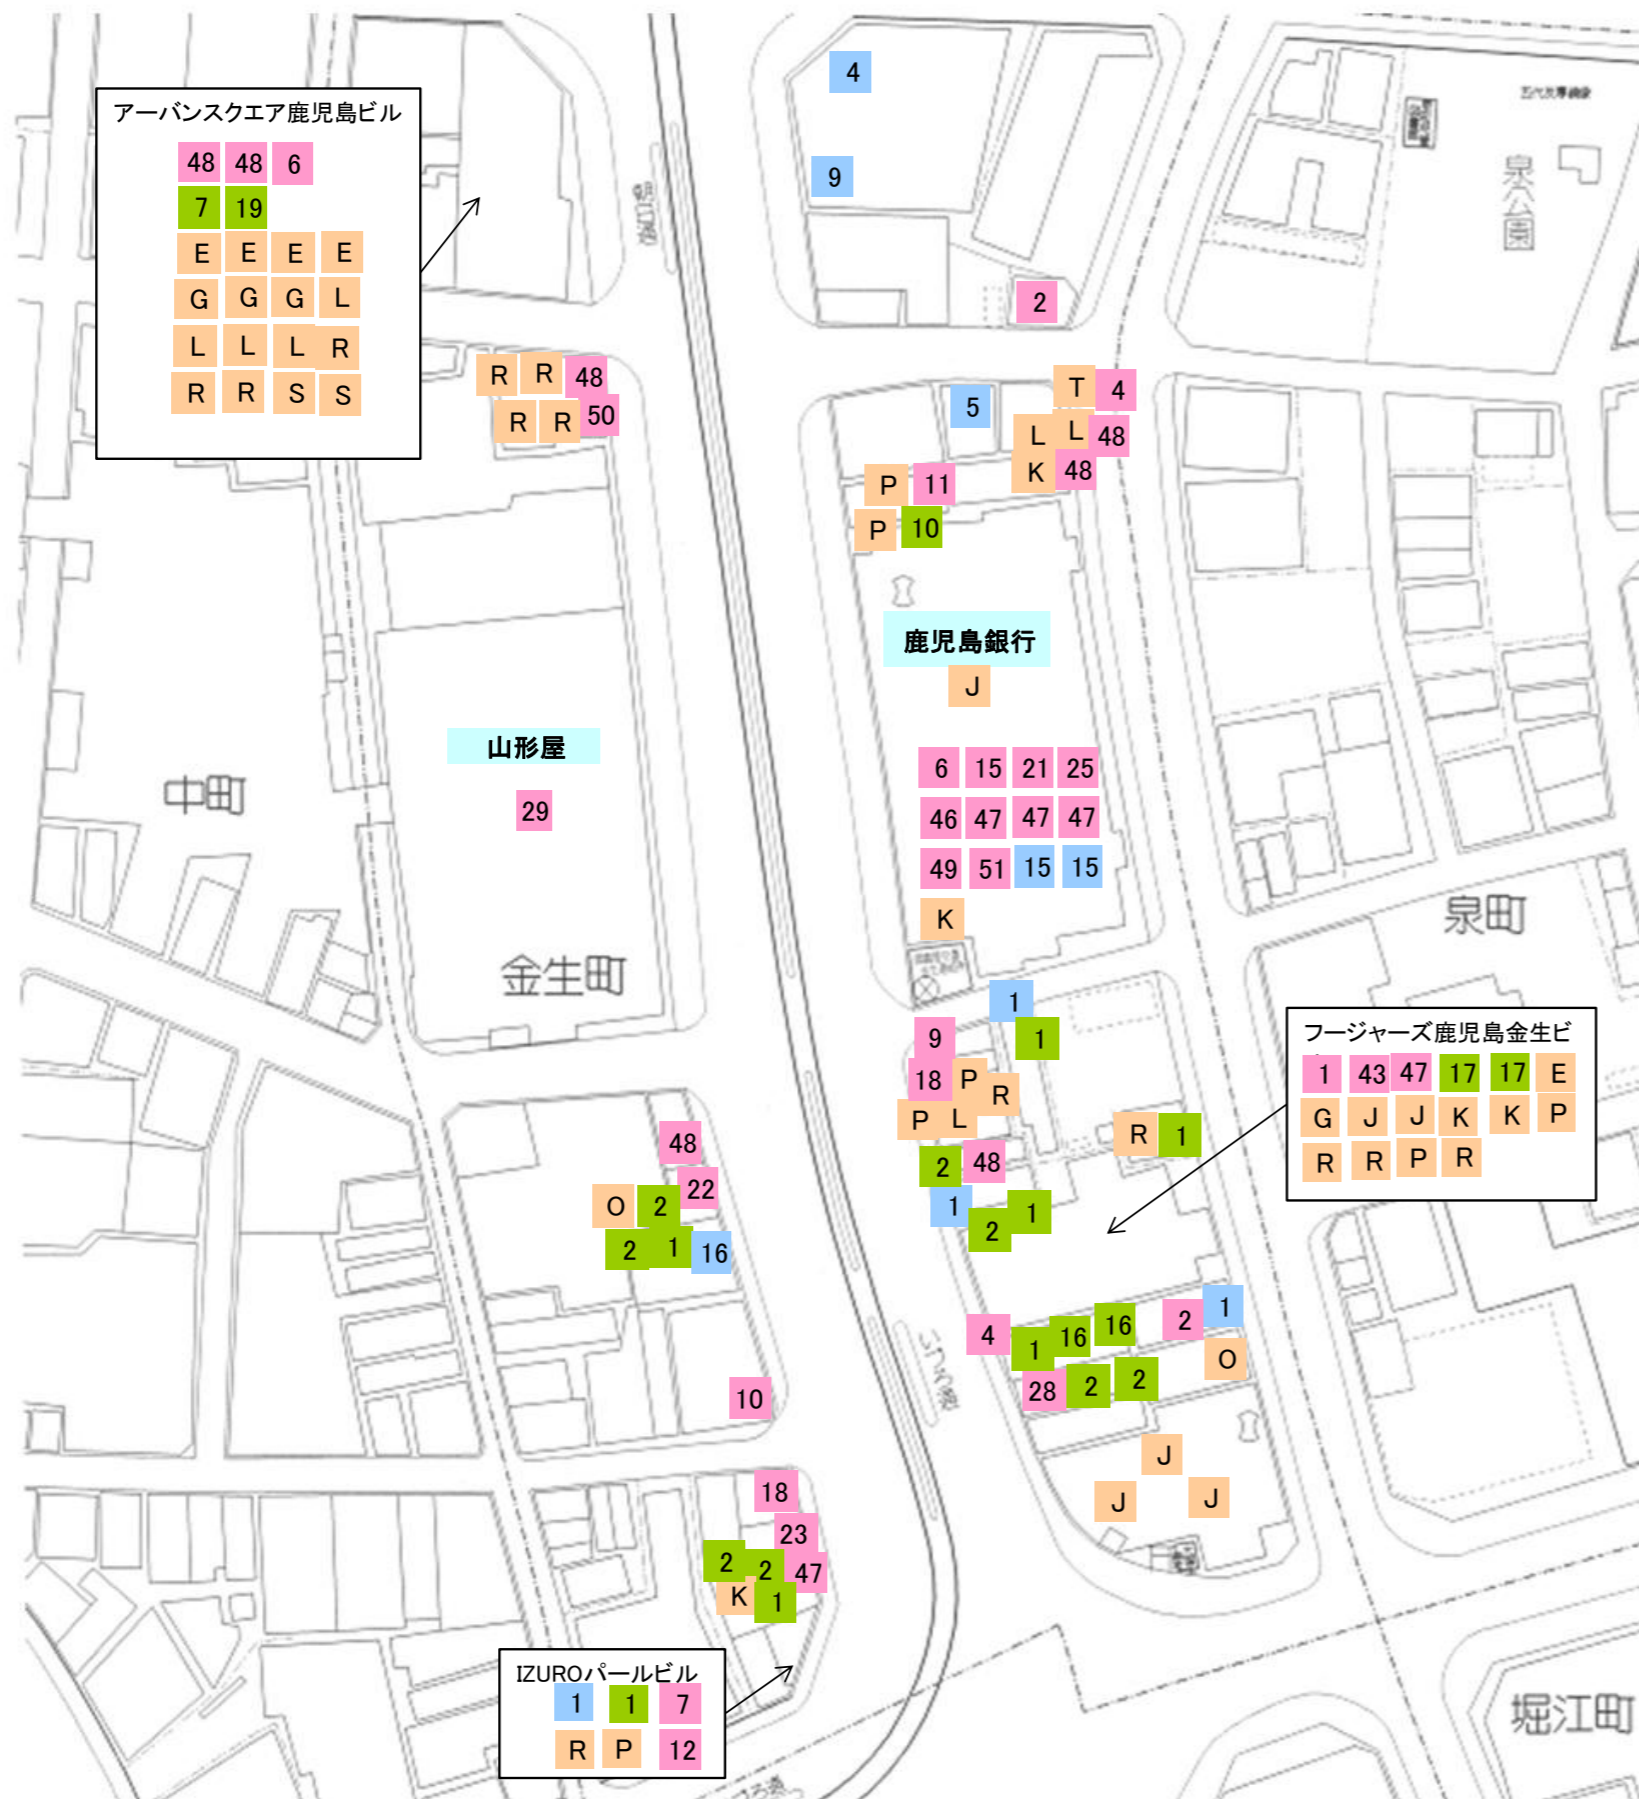 アーバンスクエア鹿児島ビル
48 48 6
7 19
E E E E
G G G L
L L L R
R R S S
4
9
2
泉公園
R R 48
R R 50
5
T 4
L L 48
K 48
P 11
P 10
鹿児島銀行
J
山形屋
29
中町
金生町
6 15 21 25
46 47 47 47
49 51 15 15
K
泉町
1
9 1
18 P R
P L
R 1
2 48
1 2 1
フージャーズ鹿児島金生ビ
1 43 47 17 17 E
G J J K K P
R R P R
48
22
O 2
2 1 16
10
4 1 16 16 2 1
28 2 2 O
J
J J
18
23
2 2 47
K 1
IZUROパールビル
1 1 7
R P 12
堀江町